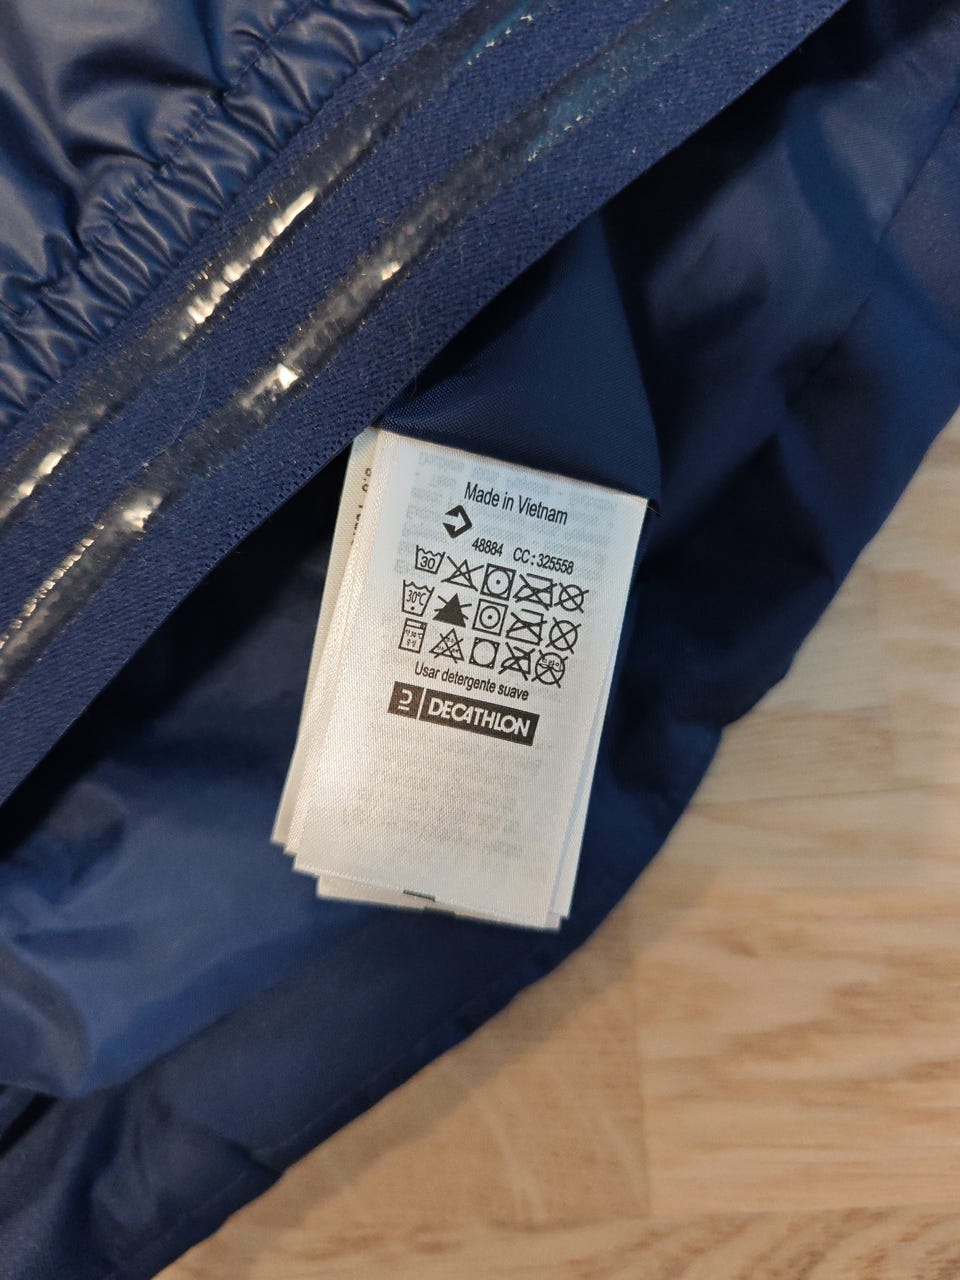 Made in Vietnam
48884 CC:325558
30
30°C
Usar detergente suave
DECATHLON